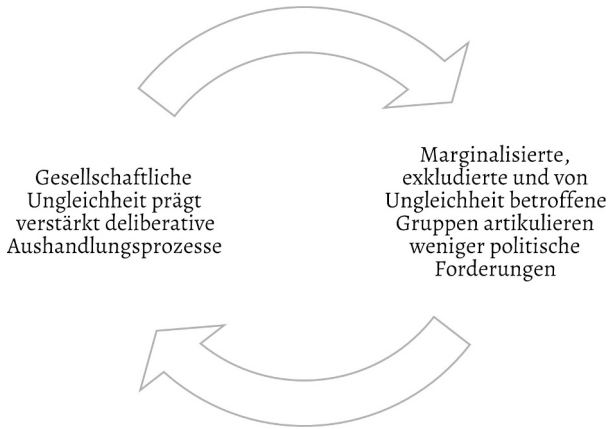 Gesellschaftliche
Ungleichheit prägt
verstärkt deliberative
Aushandlungsprozesse
Marginalisierte,
exkludierte und von
Ungleichheit betroffene
Gruppen artikulieren
weniger politische
Forderungen